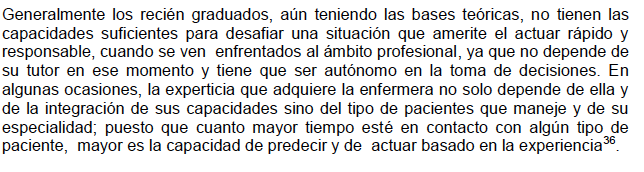 Generalmente los recién graduados, aún teniendo las bases teóricas, no tienen las
capacidades suficientes para desafiar una situación que amerite el actuar rápido y
responsable, cuando se ven  enfrentados al ámbito profesional, ya que no depende de
su tutor en ese momento y tiene que ser autónomo en la toma de decisiones. En
algunas ocasiones, la experticia que adquiere la enfermera no solo depende de ella y
de la integración de sus capacidades sino del tipo de pacientes que maneje y de su
especialidad; puesto que cuanto mayor tiempo esté en contacto con algún tipo de
paciente,  mayor es la capacidad de predecir y de  actuar basado en la experiencia³⁶.